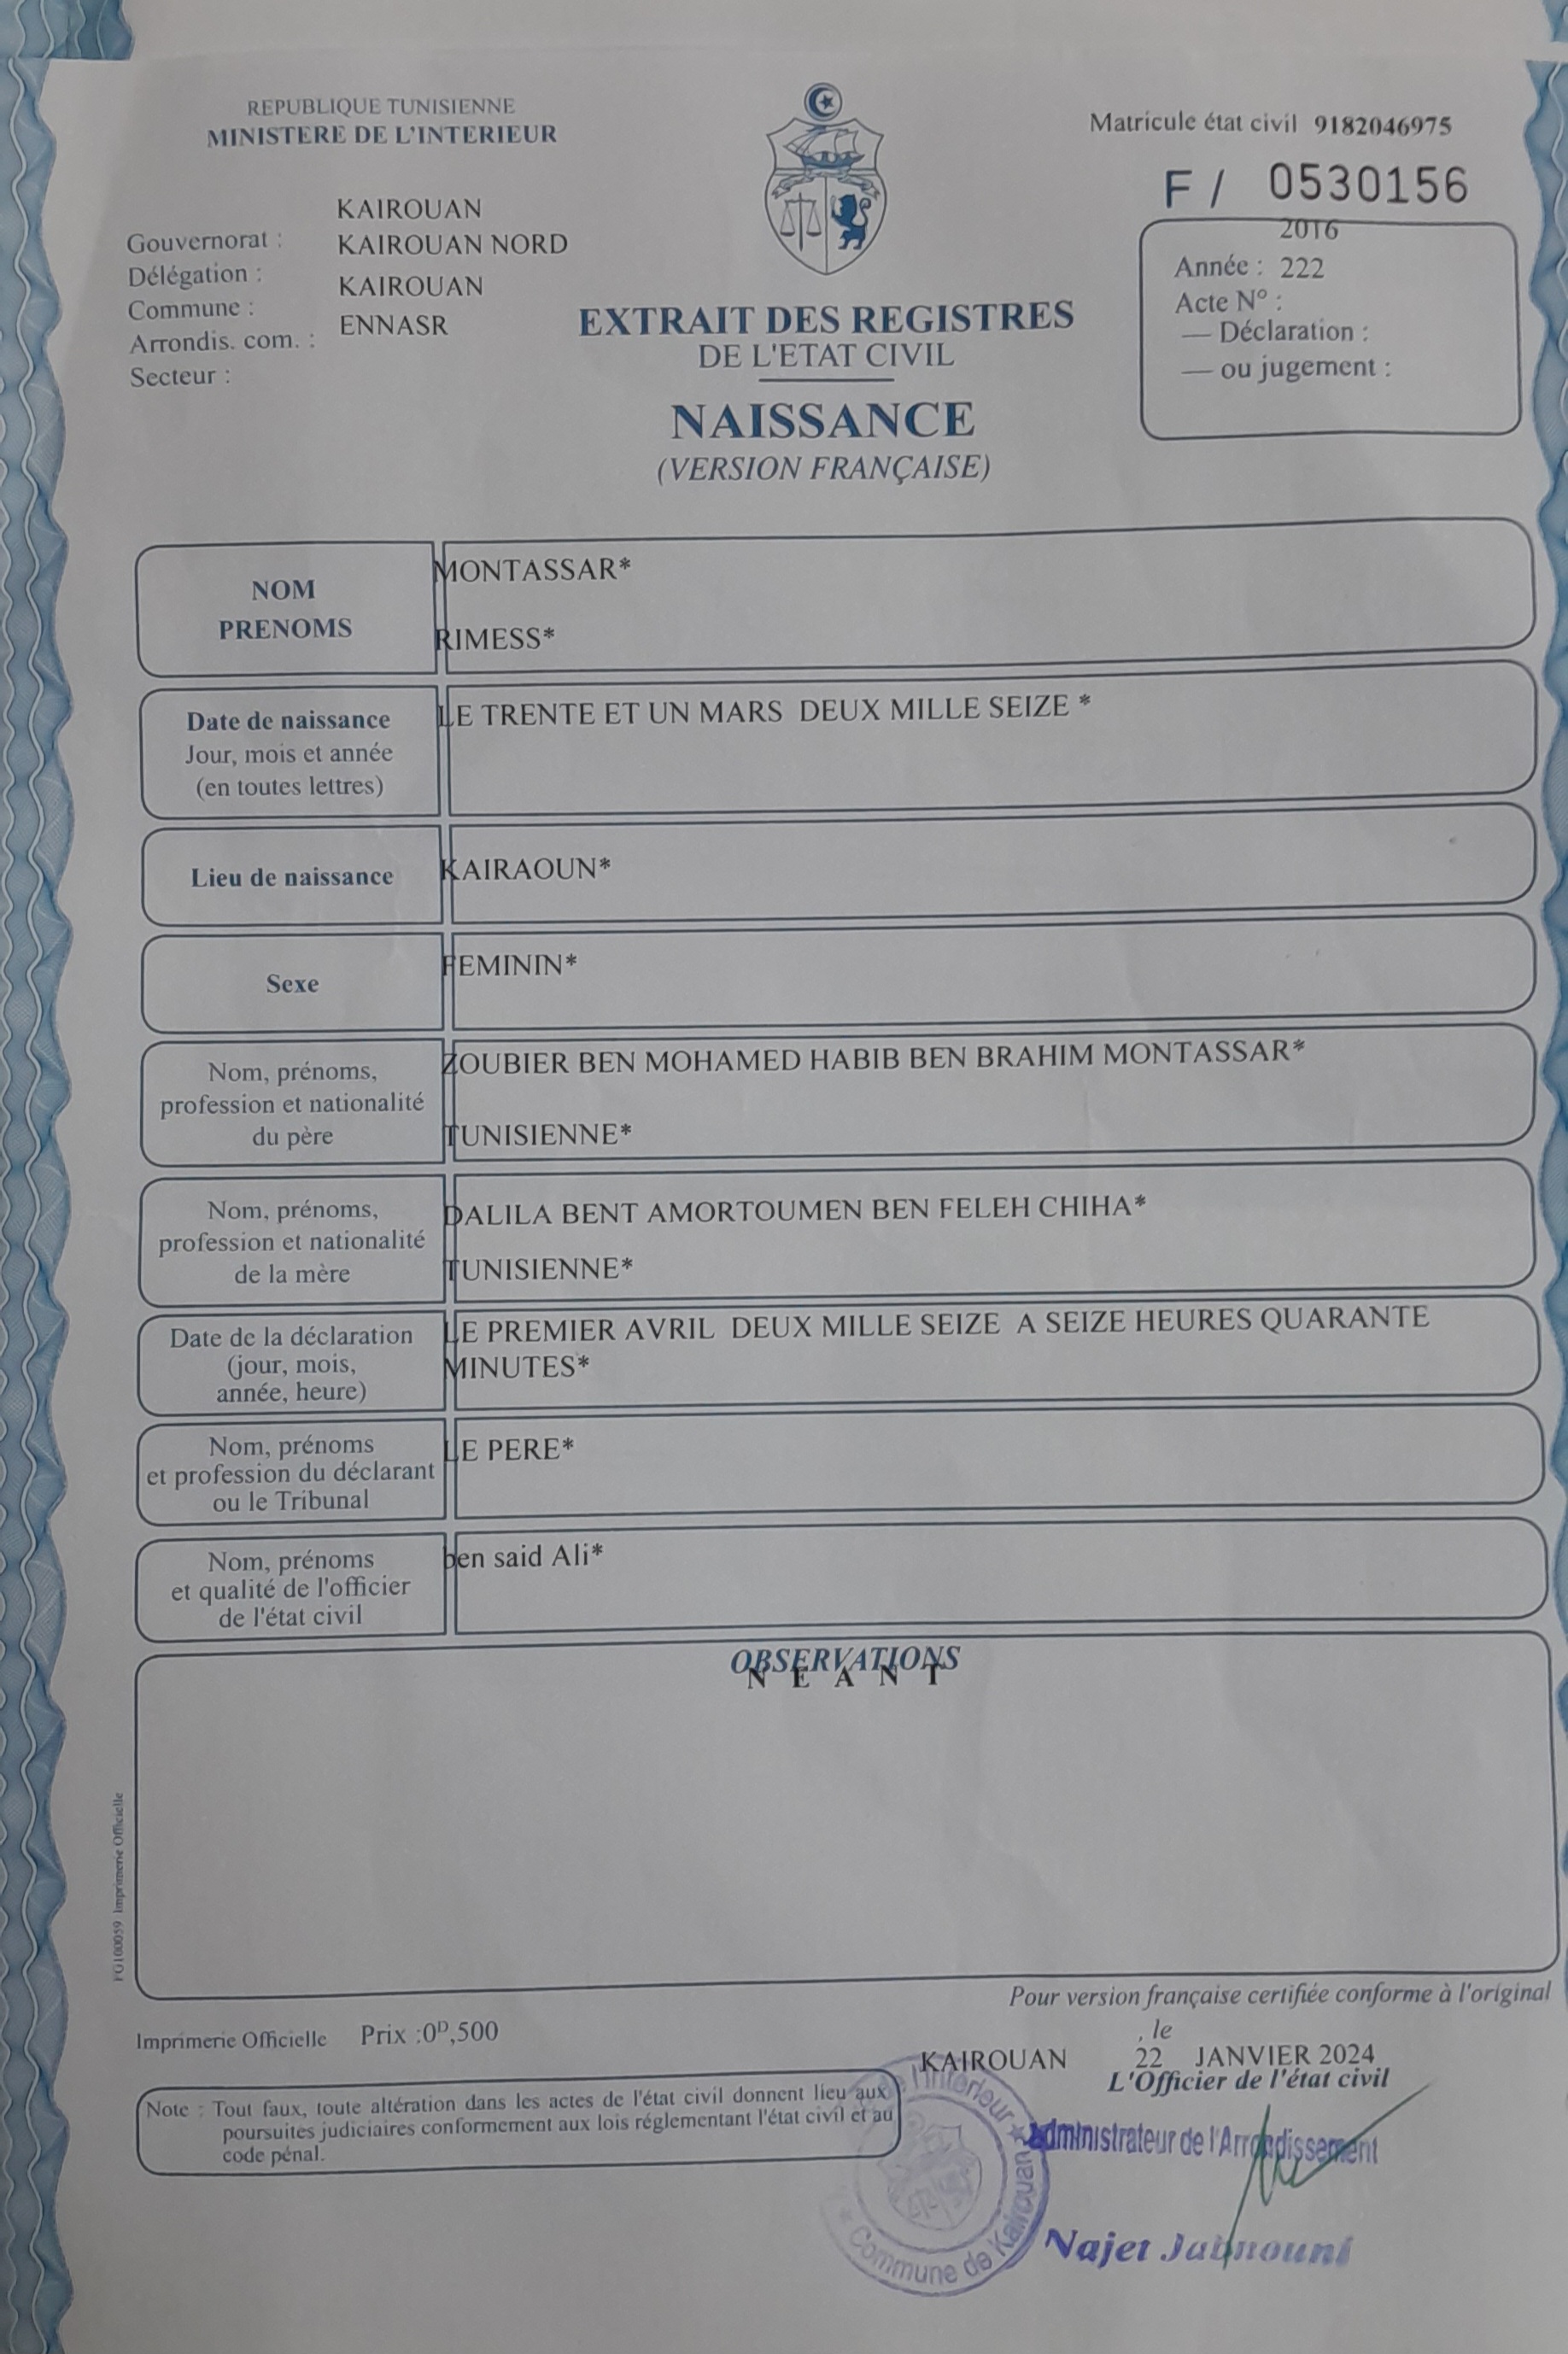 REPUBLIQUE TUNISIENNE
MINISTERE DE L'INTERIEUR
Matricule état civil 9182046975
F / 0530156
KAIROUAN
Gouvernorat : KAIROUAN NORD
Délégation : KAIROUAN
Commune : ENNASR
Arrondis. com. :
Secteur :
2016
Année : 222
Acte N° :
— Déclaration :
— ou jugement :
EXTRAIT DES REGISTRES
DE L'ETAT CIVIL
NAISSANCE
(VERSION FRANÇAISE)
NOM
PRENOMS
MONTASSAR*
RIMESS*
Date de naissance
Jour, mois et année
(en toutes lettres)
LE TRENTE ET UN MARS DEUX MILLE SEIZE *
Lieu de naissance
KAIRAOUN*
Sexe
FEMININ*
Nom, prénoms,
profession et nationalité
du père
ZOUBIER BEN MOHAMED HABIB BEN BRAHIM MONTASSAR*
TUNISIENNE*
Nom, prénoms,
profession et nationalité
de la mère
DALILA BENT AMORTOUMEN BEN FELEH CHIHA*
TUNISIENNE*
Date de la déclaration
(jour, mois,
année, heure)
LE PREMIER AVRIL DEUX MILLE SEIZE A SEIZE HEURES QUARANTE
MINUTES*
Nom, prénoms
et profession du déclarant
ou le Tribunal
LE PERE*
Nom, prénoms
et qualité de l'officier
de l'état civil
ben said Ali*
OBSERVATIONS
N E A N T
FG100059 Imprimerie Officielle
Pour version française certifiée conforme à l'original
Imprimerie Officielle Prix :0ᴰ,500
, le
KAIROUAN 22 JANVIER 2024
L'Officier de l'état civil
Note : Tout faux, toute altération dans les actes de l'état civil donnent lieu aux
poursuites judiciaires conformement aux lois réglementant l'état civil et au
code pénal.
de l'Intérieur
Commune de Kairouan
Administrateur de l'Arrondissement
Najet Jabnouni